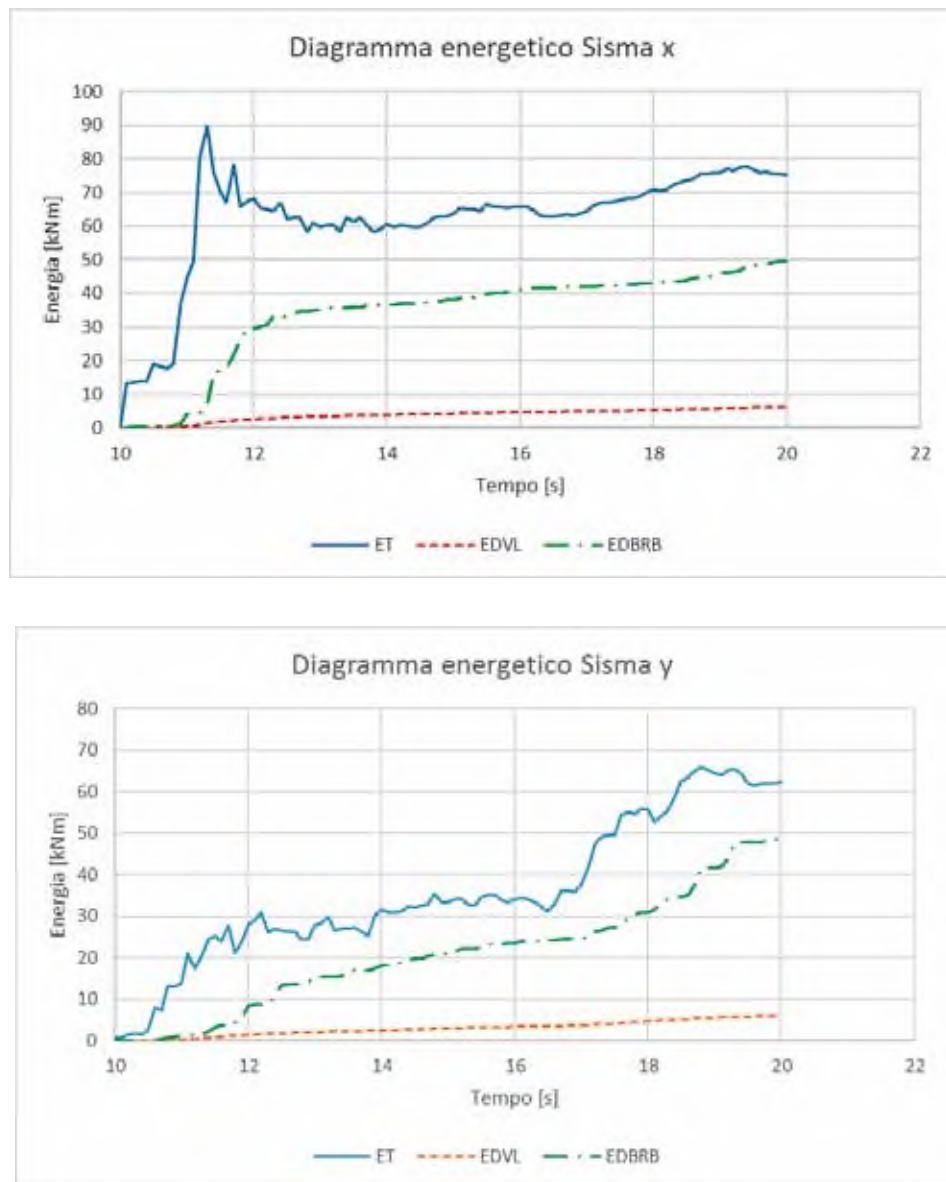 Diagramma energetico Sisma x
100
90
80
70
60
50
40
30
20
10
0
Energia [kNm]
10 12 14 16 18 20 22
Tempo [s]
ET EDVL EDBRB
Diagramma energetico Sisma y
80
70
60
50
40
30
20
10
0
Energia [kNm]
10 12 14 16 18 20 22
Tempo [s]
ET EDVL EDBRB